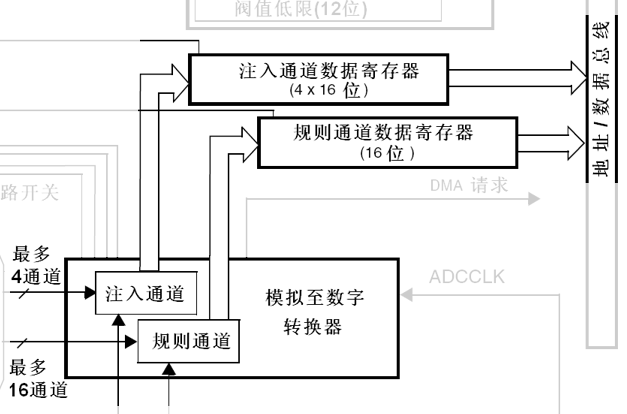 阀值低限(12位)
注入通道数据寄存器
(4 x 16 位)
规则通道数据寄存器
(16 位)
地址/数据总线
DMA 请求
路开关
最多
4通道
注入通道
模拟至数字
转换器
ADCCLK
规则通道
最多
16通道